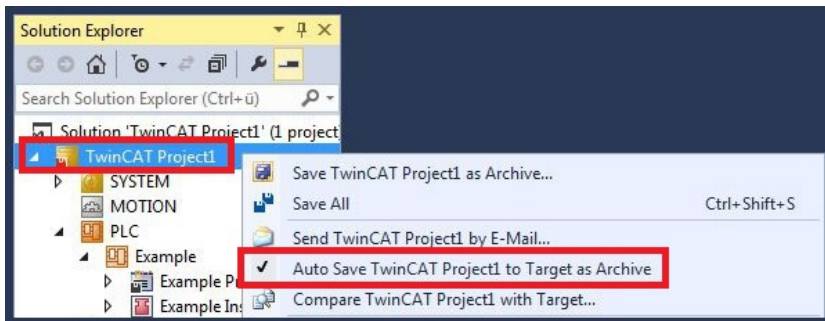 Solution Explorer
Search Solution Explorer (Ctrl+ü)
Solution 'TwinCAT Project1' (1 project
TwinCAT Project1
SYSTEM
MOTION
PLC
Example
Example
Example
Save TwinCAT Project1 as Archive...
Save All Ctrl+Shift+S
Send TwinCAT Project1 by E-Mail...
Auto Save TwinCAT Project1 to Target as Archive
Compare TwinCAT Project1 with Target...